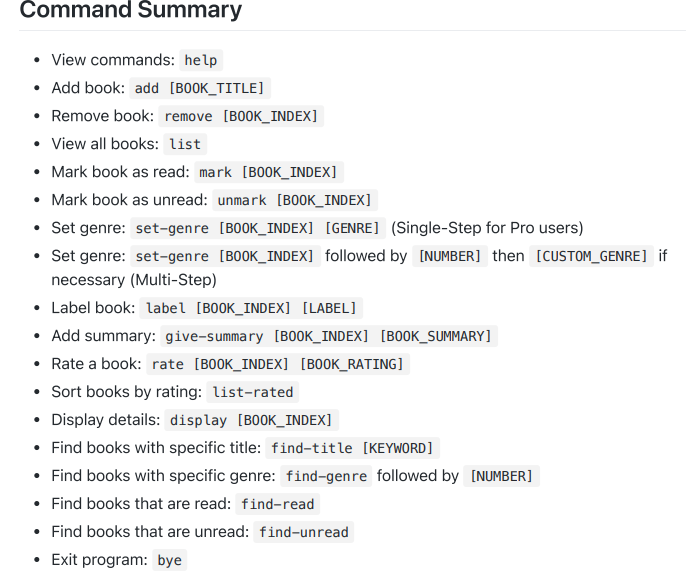 Command Summary
• View commands: help
• Add book: add [BOOK_TITLE]
• Remove book: remove [BOOK_INDEX]
• View all books: list
• Mark book as read: mark [BOOK_INDEX]
• Mark book as unread: unmark [BOOK_INDEX]
• Set genre: set-genre [BOOK_INDEX] [GENRE] (Single-Step for Pro users)
• Set genre: set-genre [BOOK_INDEX] followed by [NUMBER] then [CUSTOM_GENRE] if
necessary (Multi-Step)
• Label book: label [BOOK_INDEX] [LABEL]
• Add summary: give-summary [BOOK_INDEX] [BOOK_SUMMARY]
• Rate a book: rate [BOOK_INDEX] [BOOK_RATING]
• Sort books by rating: list-rated
• Display details: display [BOOK_INDEX]
• Find books with specific title: find-title [KEYWORD]
• Find books with specific genre: find-genre followed by [NUMBER]
• Find books that are read: find-read
• Find books that are unread: find-unread
• Exit program: bye